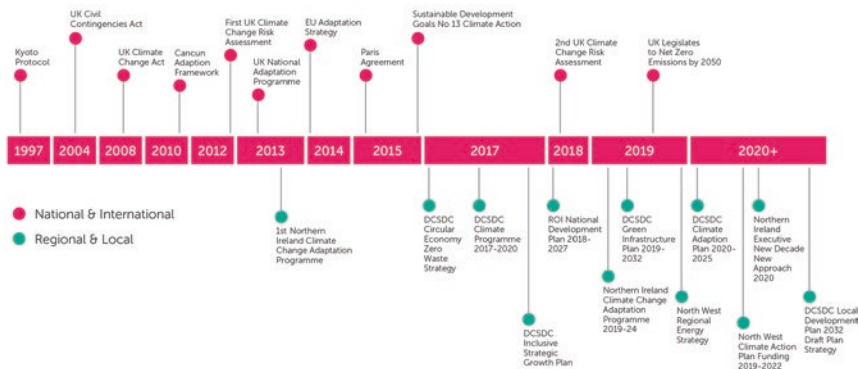 Kyoto
Protocol
UK Civil
Contingencies Act
UK Climate
Change Act
Cancun
Adaption
Framework
First UK Climate
Change Risk
Assessment
UK National
Adaptation
Programme
EU Adaptation
Strategy
Paris
Agreement
Sustainable Development
Goals No 13 Climate Action
2nd UK Climate
Change Risk
Assessment
UK Legislates
to Net Zero
Emissions by 2050
1997
2004
2008
2010
2012
2013
2014
2015
2017
2018
2019
2020+
National & International
Regional & Local
1st Northern
Ireland Climate
Change Adaptation
Programme
DCSDC
Circular
Economy
Zero
Waste
Strategy
DCSDC
Climate
Programme
2017-2020
DCSDC
Inclusive
Strategic
Growth Plan
ROI National
Development
Plan 2018-
2027
Northern Ireland
Climate Change
Adaptation
Programme
2019-24
DCSDC
Green
Infrastructure
Plan 2019-
2032
North West
Regional
Energy
Strategy
DCSDC
Climate
Adaption
Plan 2020-
2025
North West
Climate Action
Plan Funding
2019-2022
Northern
Ireland
Executive
New Decade
New
Approach
2020
DCSDC Local
Development
Plan 2032
Draft Plan
Strategy